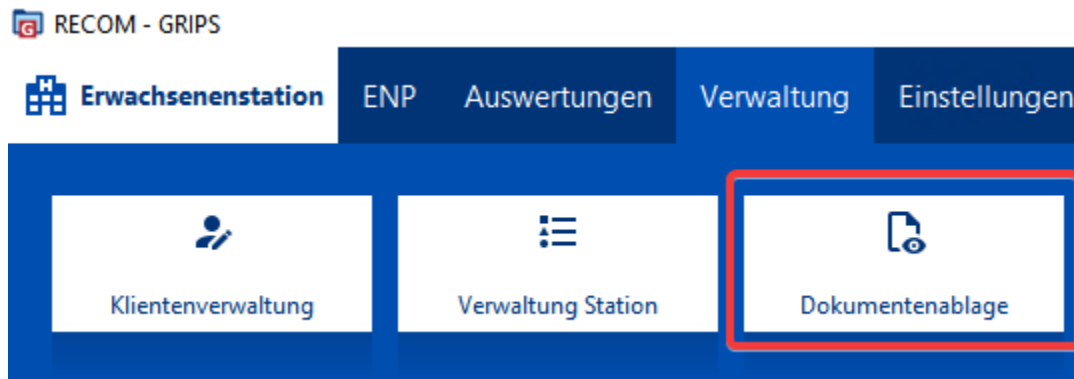 RECOM - GRIPS
Erwachsenenstation ENP Auswertungen Verwaltung Einstellungen
Klientenverwaltung Verwaltung Station Dokumentenablage